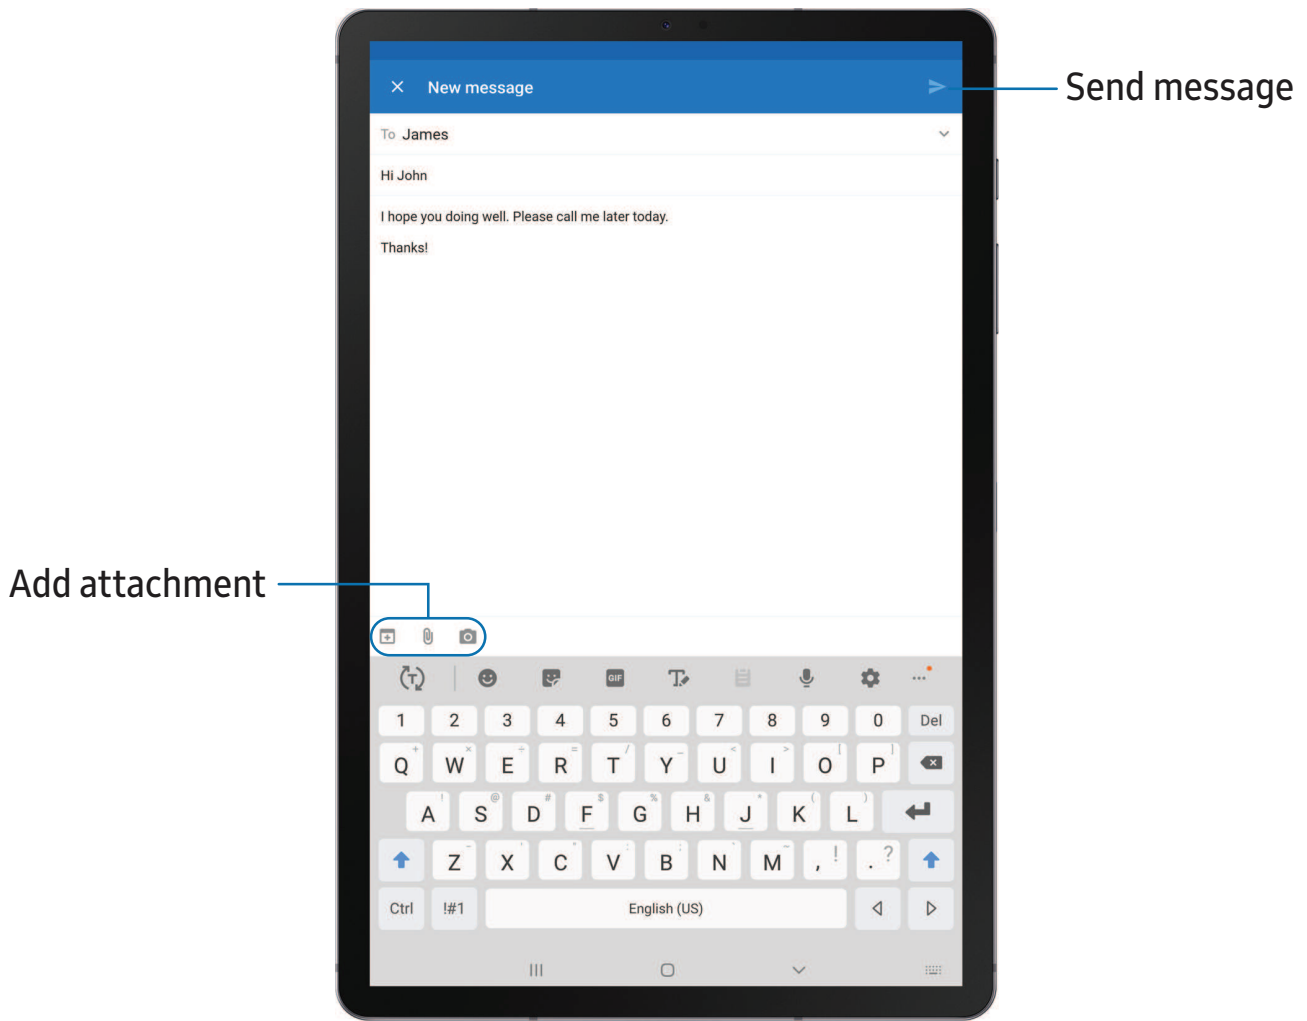 New message
Send message
To James
Hi John
I hope you doing well. Please call me later today.
Thanks!
Add attachment
T GIF T
1 2 3 4 5 6 7 8 9 0 Del
Q + W × E ÷ R = T / Y _ U < I > O [ P ]
A ! S @ D # F $ G % H & J * K ( L )
Z - X ' C " V : B ; N ` M ~ , ! . ?
Ctrl !#1 English (US)